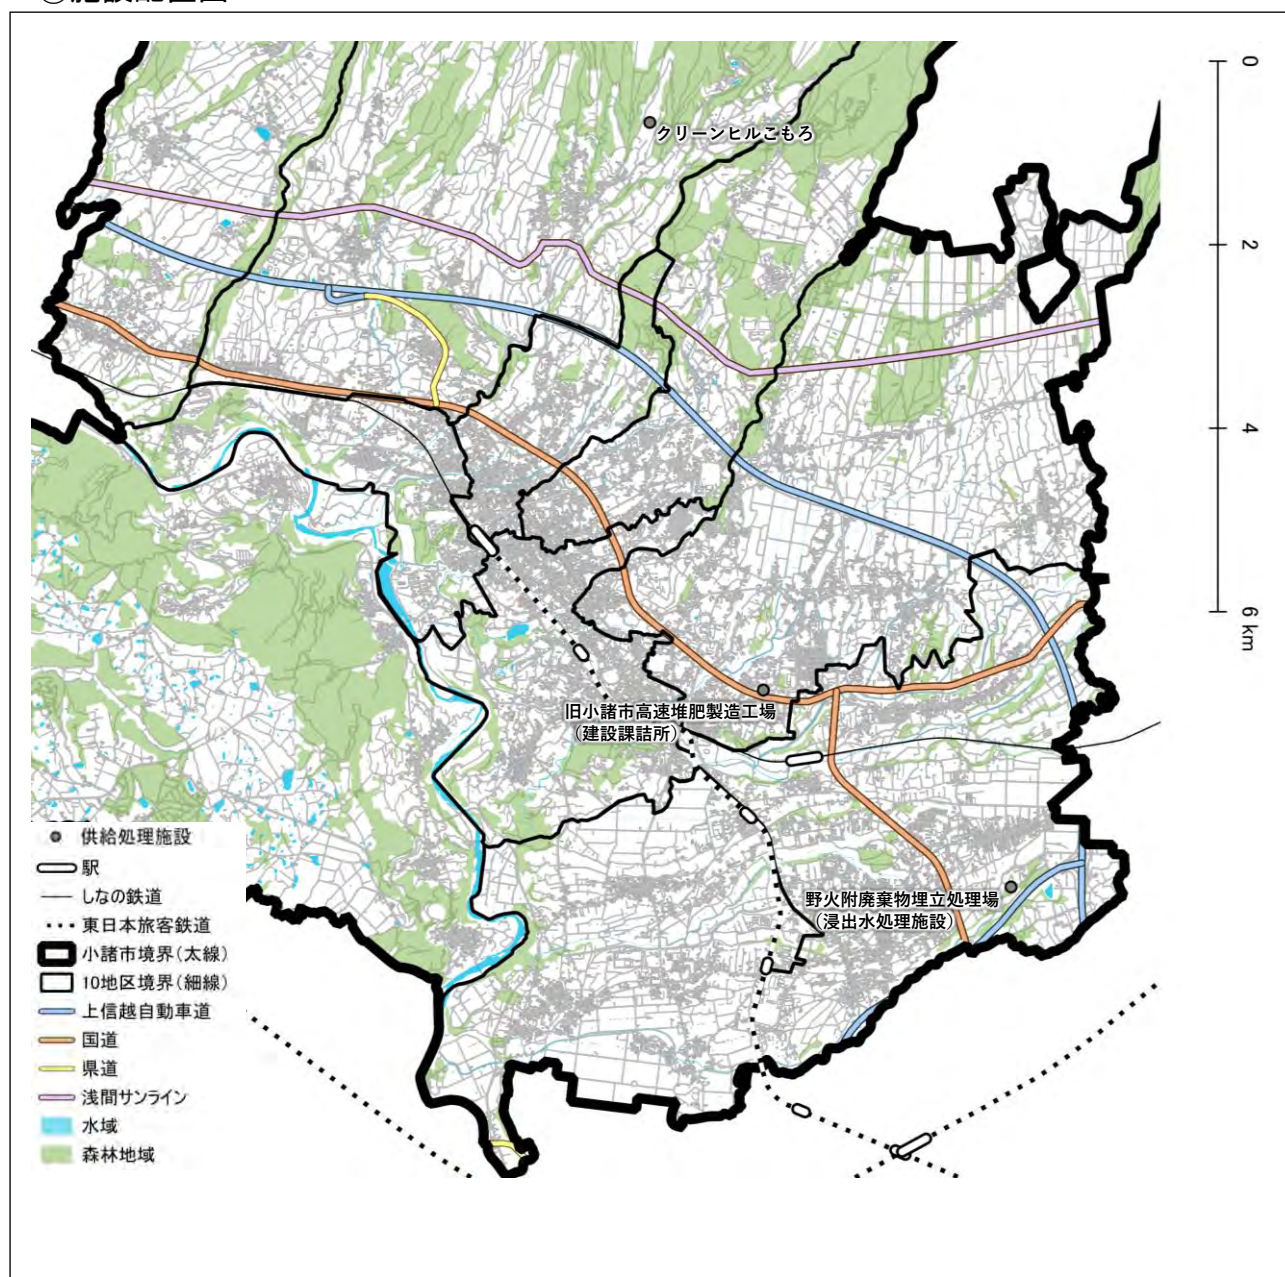 ①施設配置図
0
2
4
6 km
クリーンヒルこもろ
旧小諸市高速堆肥製造工場
(建設課詰所)
野火附廃棄物埋立処理場
(浸出水処理施設)
供給処理施設
駅
しなの鉄道
東日本旅客鉄道
小諸市境界(太線)
10地区境界(細線)
上信越自動車道
国道
県道
浅間サンライン
水域
森林地域